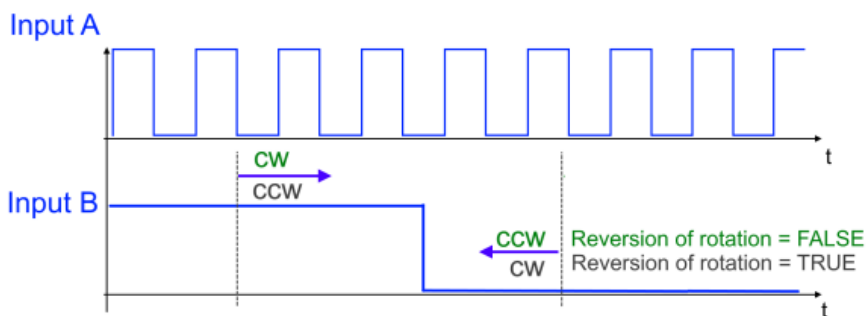 Input A
t
CW
CCW
Input B
CCW Reversion of rotation = FALSE
CW Reversion of rotation = TRUE
t